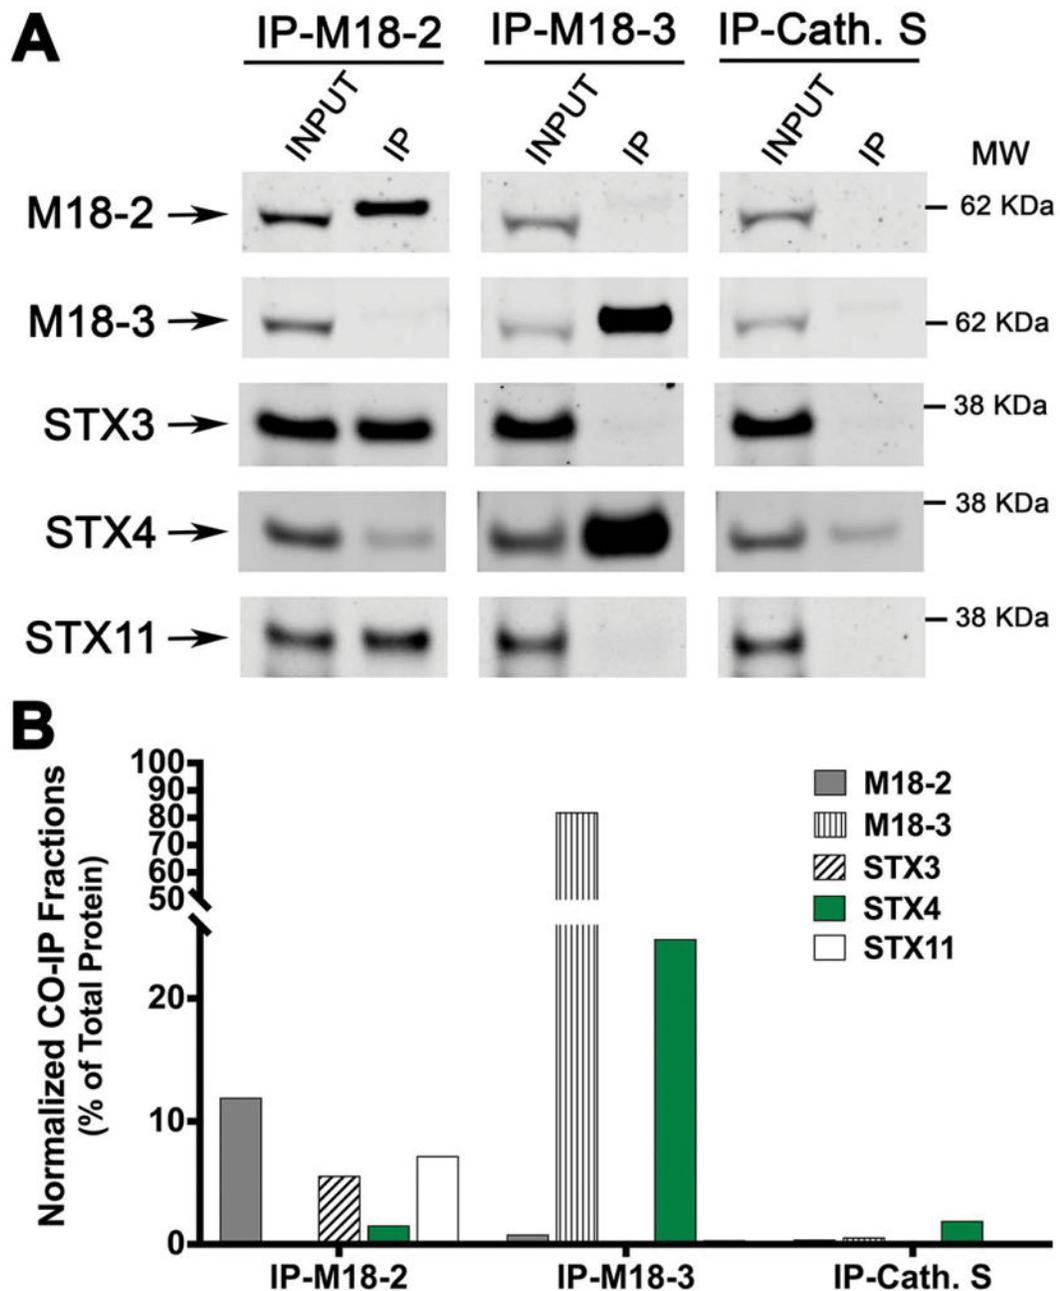 A
IP-M18-2 IP-M18-3 IP-Cath. S
INPUT IP INPUT IP INPUT IP MW
M18-2 62 KDa
M18-3 62 KDa
STX3 38 KDa
STX4 38 KDa
STX11 38 KDa
B
Normalized CO-IP Fractions
(% of Total Protein)
100
90
80
70
60
50
20
10
0
M18-2
M18-3
STX3
STX4
STX11
IP-M18-2 IP-M18-3 IP-Cath. S